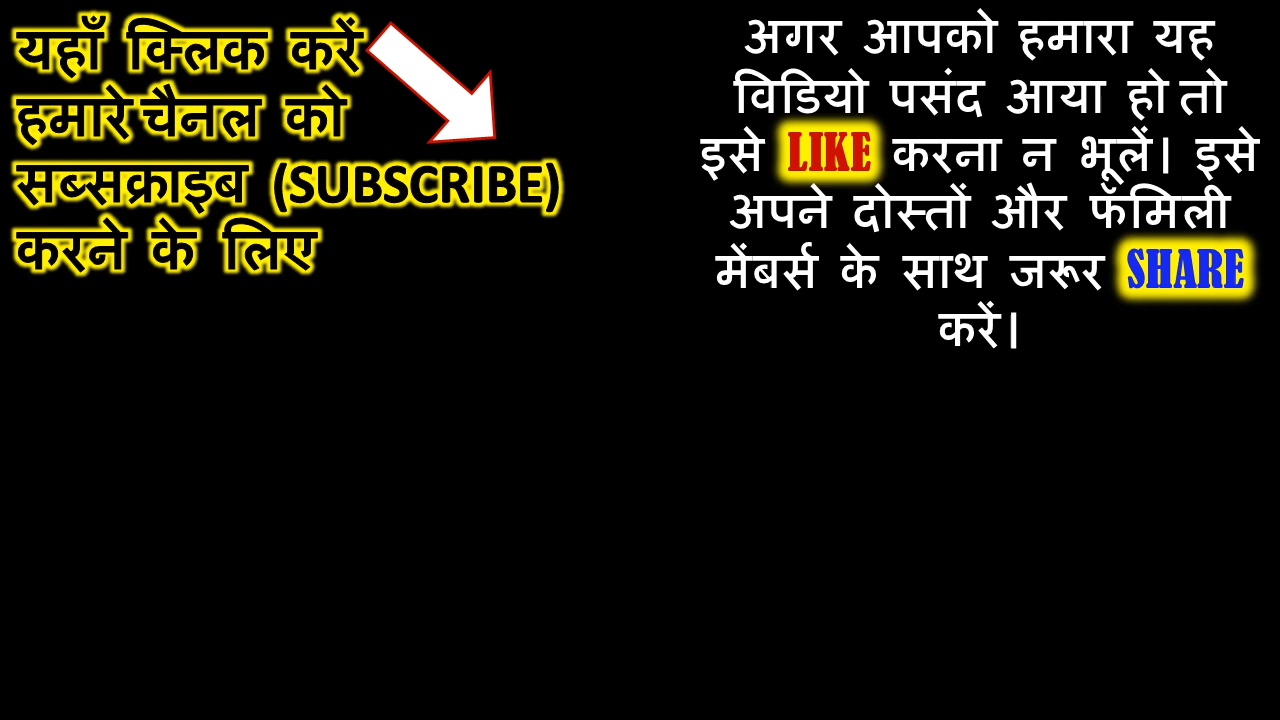 यहाँ क्लिक करें
हमारे चैनल को
सब्सक्राइब (SUBSCRIBE)
करने के लिए
अगर आपको हमारा यह
विडियो पसंद आया हो तो
इसे LIKE करना न भूलें। इसे
अपने दोस्तों और फॅमिली
मेंबर्स के साथ जरूर SHARE
करें।